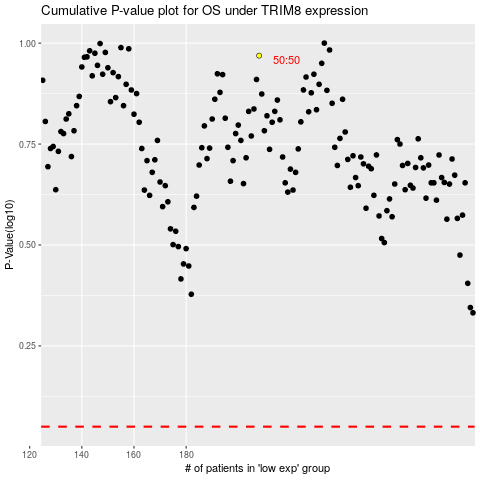 Cumulative P-value plot for OS under TRIM8 expression
P-Value(log10)
1.00
0.75
0.50
0.25
50:50
120 140 160 180
# of patients in 'low exp' group